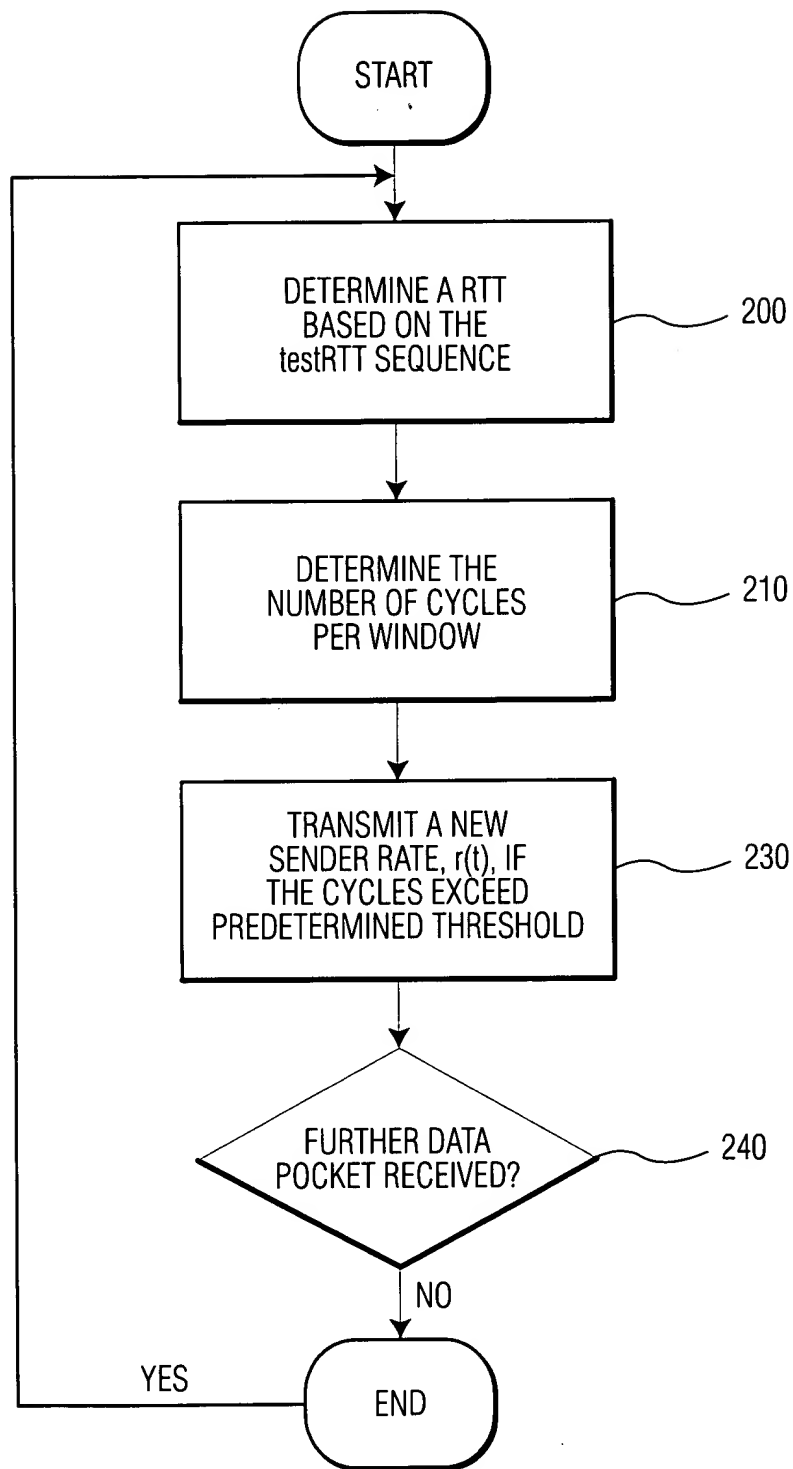 START
DETERMINE A RTT
BASED ON THE
testRTT SEQUENCE
200
DETERMINE THE
NUMBER OF CYCLES
PER WINDOW
210
TRANSMIT A NEW
SENDER RATE, r(t), IF
THE CYCLES EXCEED
PREDETERMINED THRESHOLD
230
FURTHER DATA
POCKET RECEIVED?
240
NO
YES
END